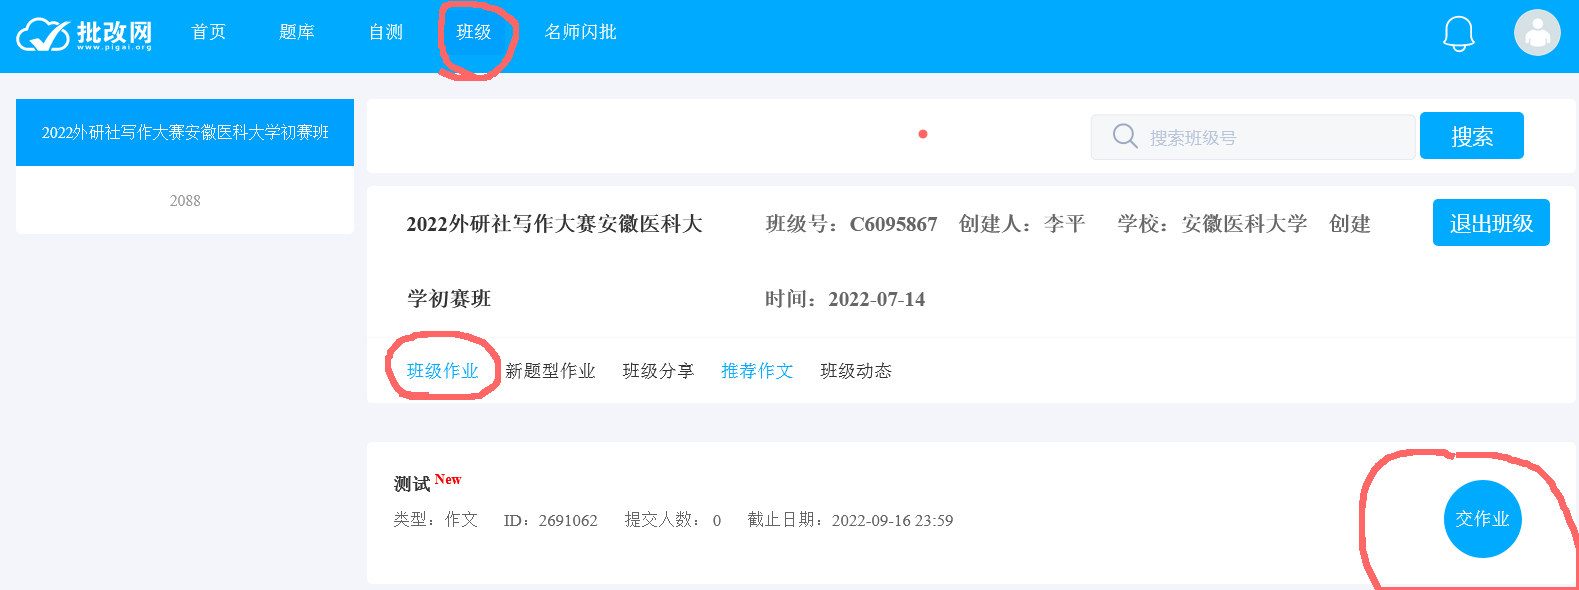 批改网
www.pigai.org
首页 题库 自测 班级 名师闪批
2022外研社写作大赛安徽医科大学初赛班
2088
搜索班级号 搜索
2022外研社写作大赛安徽医科大 班级号：C6095867 创建人：李平 学校：安徽医科大学 创建 退出班级
学初赛班 时间：2022-07-14
班级作业 新题型作业 班级分享 推荐作文 班级动态
测试 New
类型：作文 ID：2691062 提交人数： 0 截止日期：2022-09-16 23:59
交作业